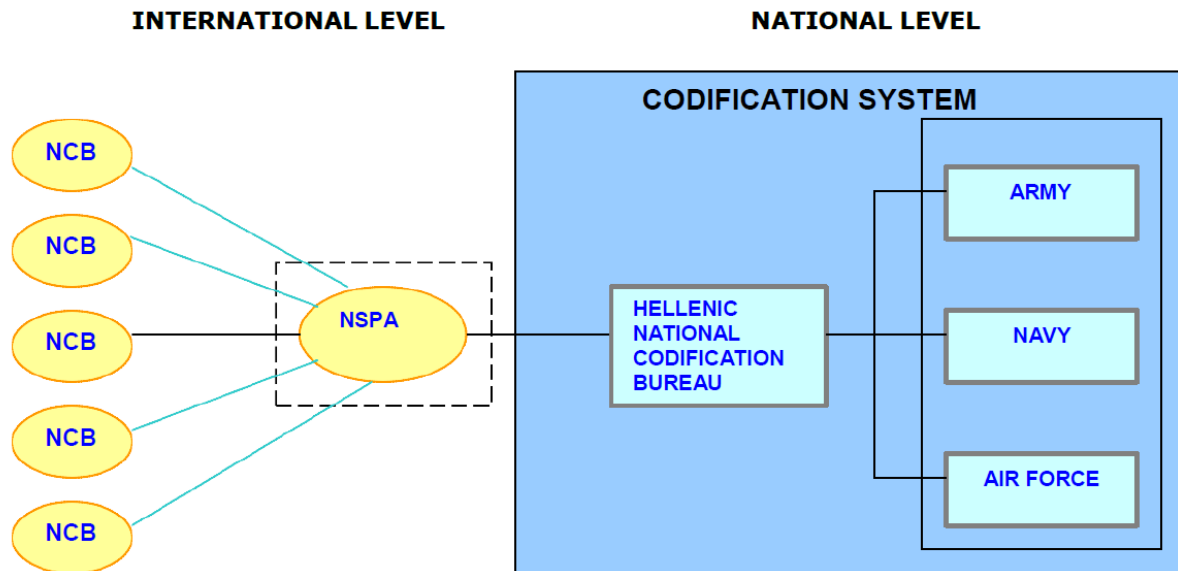 INTERNATIONAL LEVEL
NATIONAL LEVEL
CODIFICATION SYSTEM
NCB
NCB
NCB
NCB
NCB
NSPA
HELLENIC
NATIONAL
CODIFICATION
BUREAU
ARMY
NAVY
AIR FORCE